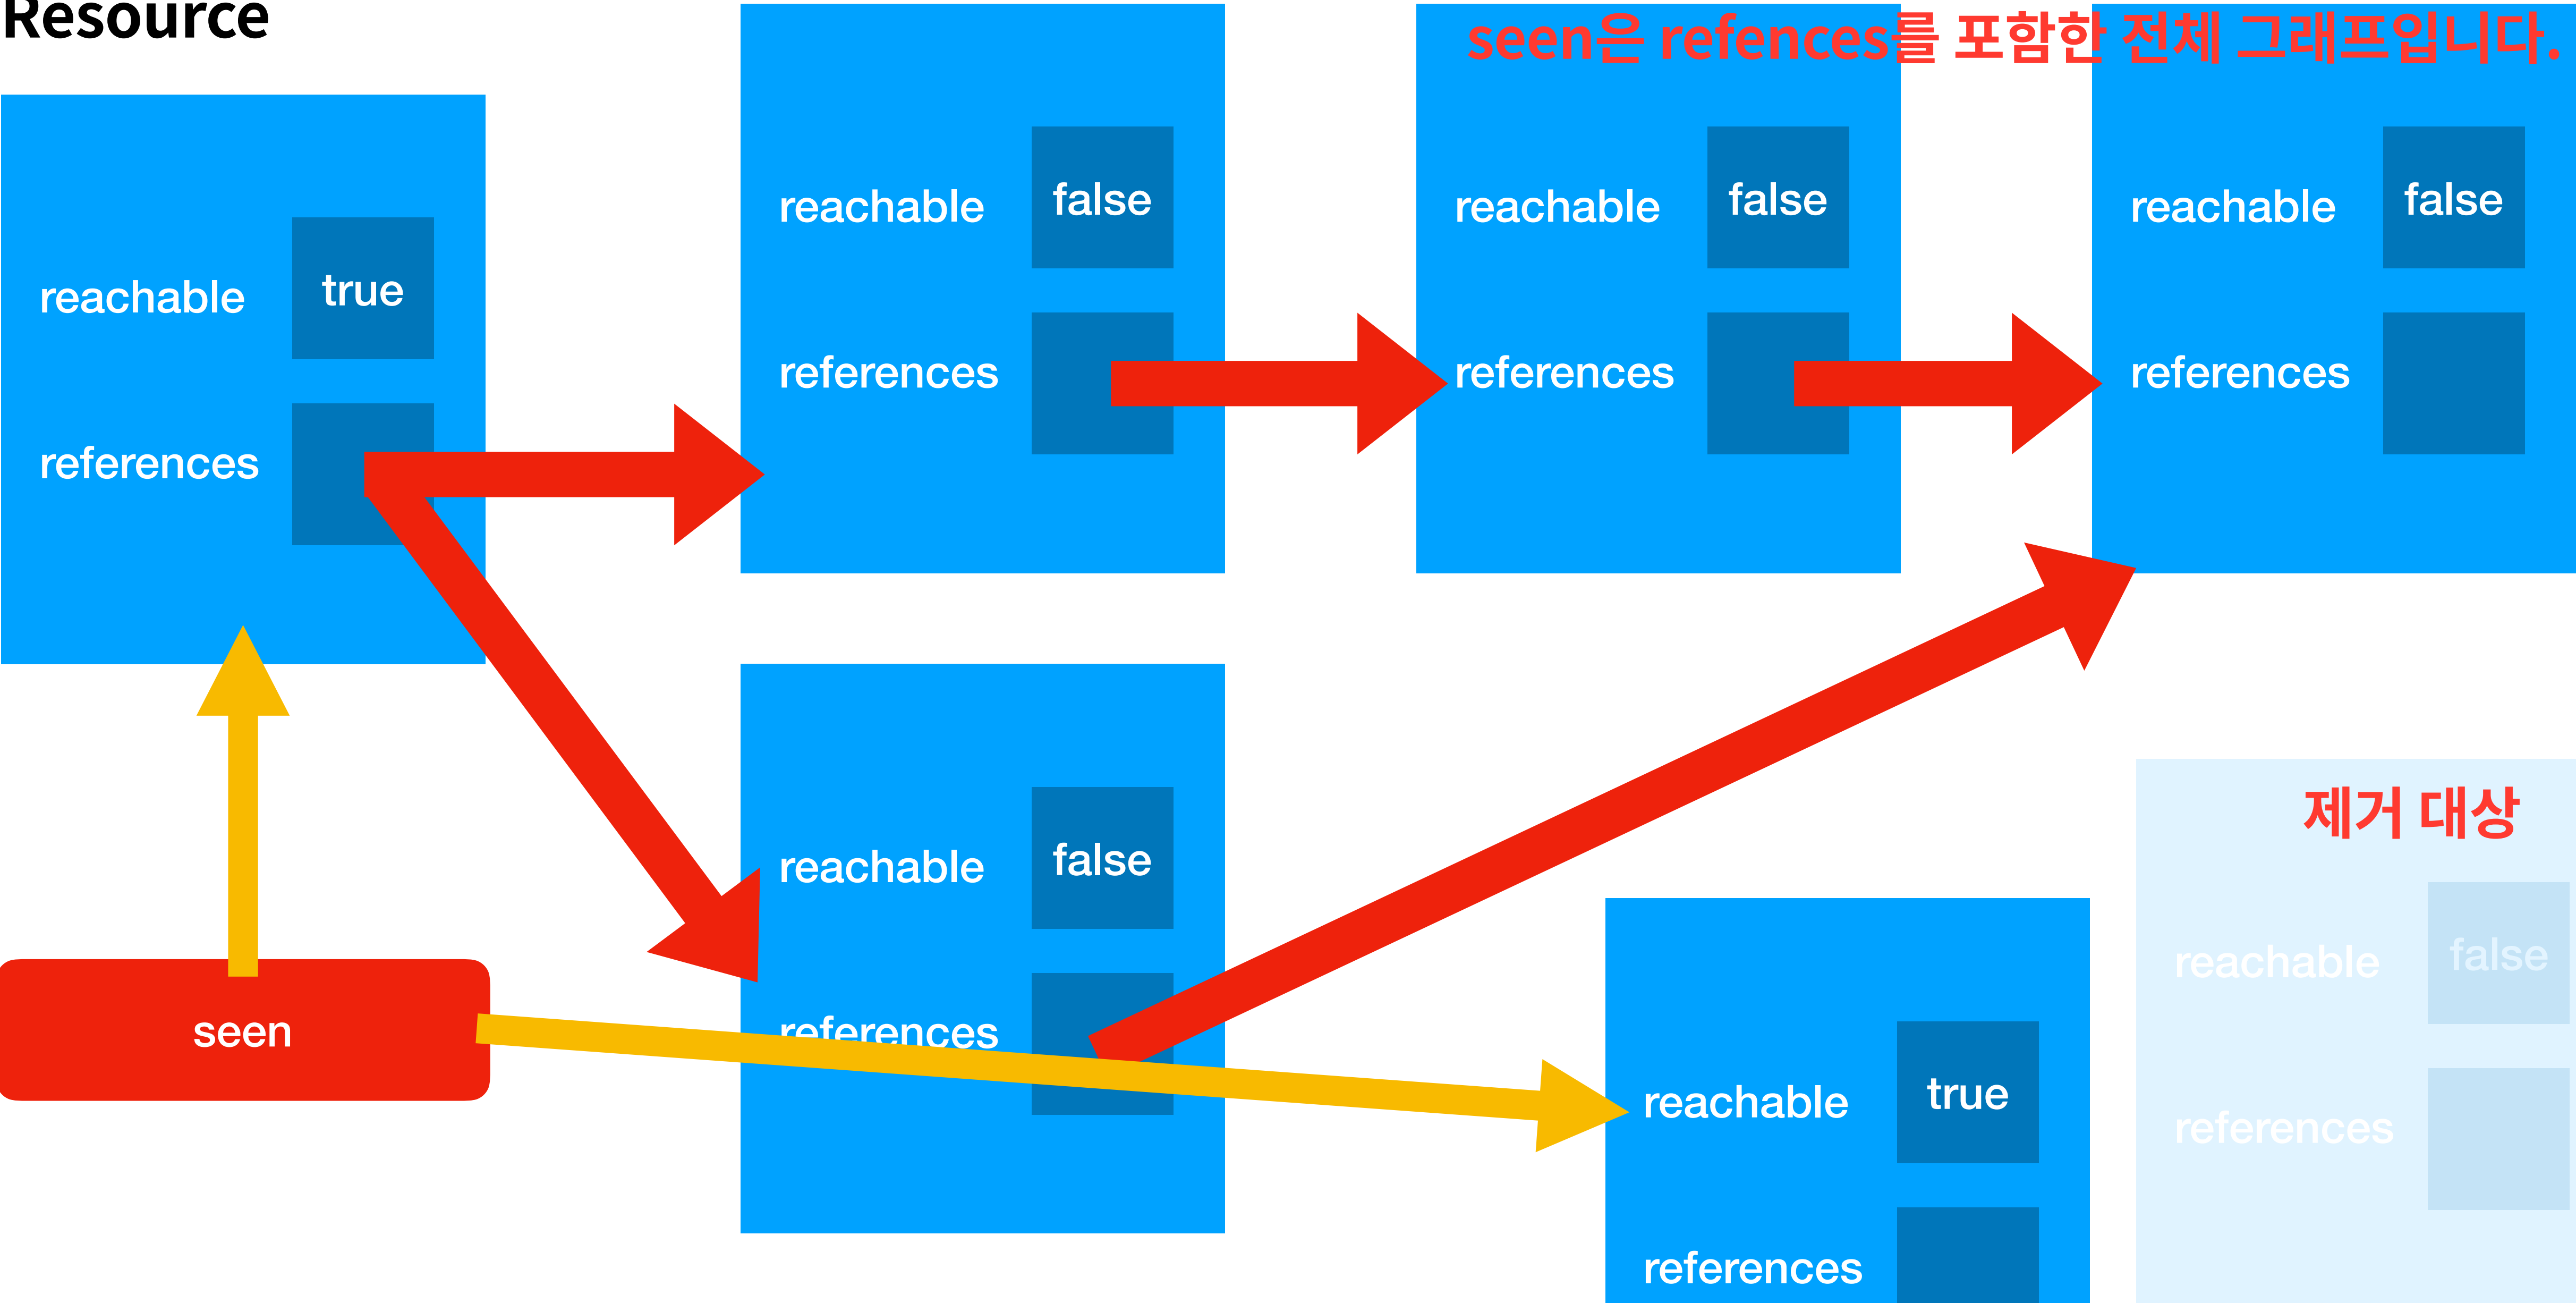 Resource
seen은 refences를 포함한 전체 그래프입니다.
reachable
true
references
reachable
false
references
reachable
false
references
reachable
false
references
seen
reachable
false
references
reachable
true
references
제거 대상
reachable
false
references